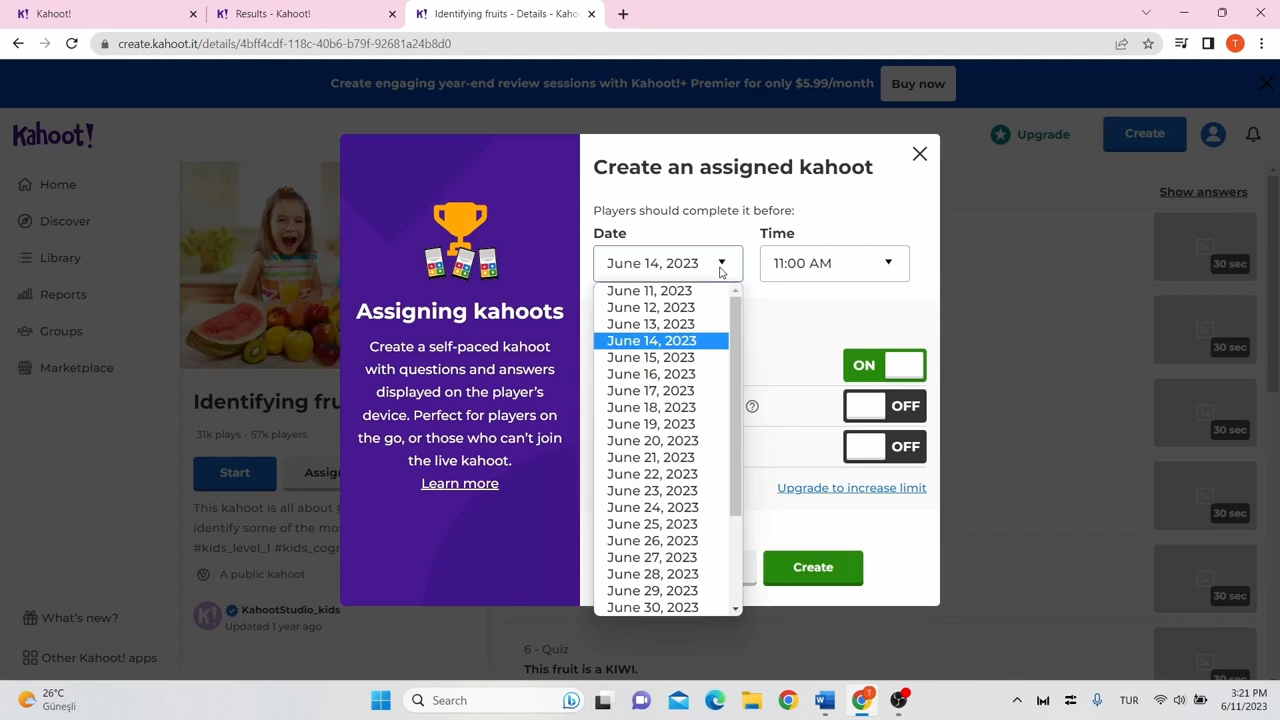 Kahoot!
Results - Kahoot!
Identifying fruits - Details - Kaho
create.kahoot.it/details/4bff4cdf-118c-40b6-b79f-92681a24b8d0
T
Create engaging year-end review sessions with Kahoot!+ Premier for only $5.99/month
Buy now
Kahoot!
Upgrade
Create
Home
Discover
Library
Reports
Groups
Marketplace
What's new?
Other Kahoot! apps
Identifying fru
31k plays · 57k players
Start
Assign
This kahoot is all about #
identify some of the mos
#kids_level_1 #kids_cogn
A public kahoot
KahootStudio_kids
Updated 1 year ago
Assigning kahoots
Create a self-paced kahoot
with questions and answers
displayed on the player's
device. Perfect for players on
the go, or those who can't join
the live kahoot.
Learn more
Create an assigned kahoot
Players should complete it before:
Date
Time
June 14, 2023
11:00 AM
June 11, 2023
June 12, 2023
June 13, 2023
June 14, 2023
June 15, 2023
June 16, 2023
June 17, 2023
June 18, 2023
June 19, 2023
June 20, 2023
June 21, 2023
June 22, 2023
June 23, 2023
June 24, 2023
June 25, 2023
June 26, 2023
June 27, 2023
June 28, 2023
June 29, 2023
June 30, 2023
ON
OFF
OFF
Upgrade to increase limit
Create
Show answers
30 sec
30 sec
30 sec
30 sec
30 sec
6 - Quiz
This fruit is a KIWI.
26°C
Güneşli
Search
TUR
3:21 PM
6/11/2023